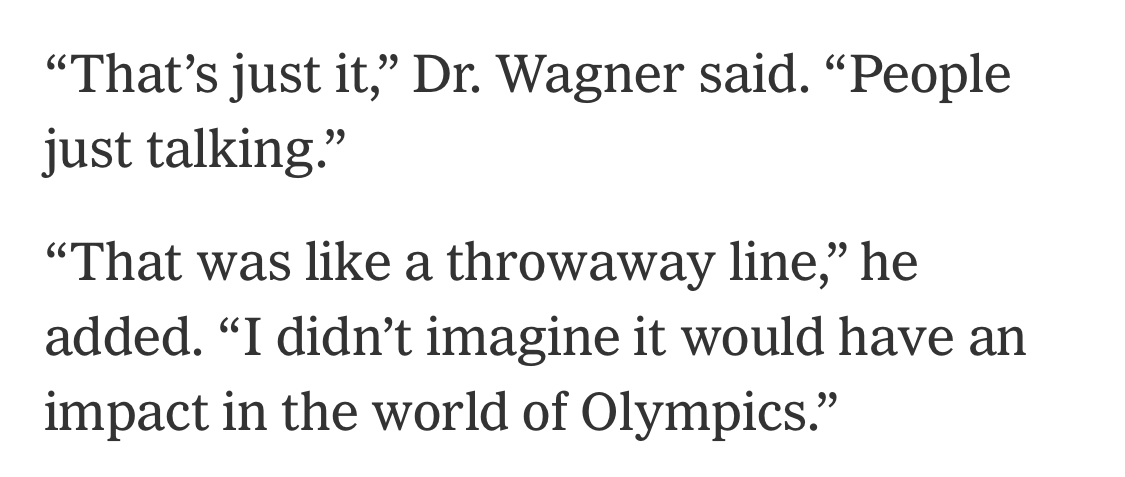 “That’s just it,” Dr. Wagner said. “People
just talking.”
“That was like a throwaway line,” he
added. “I didn’t imagine it would have an
impact in the world of Olympics.”